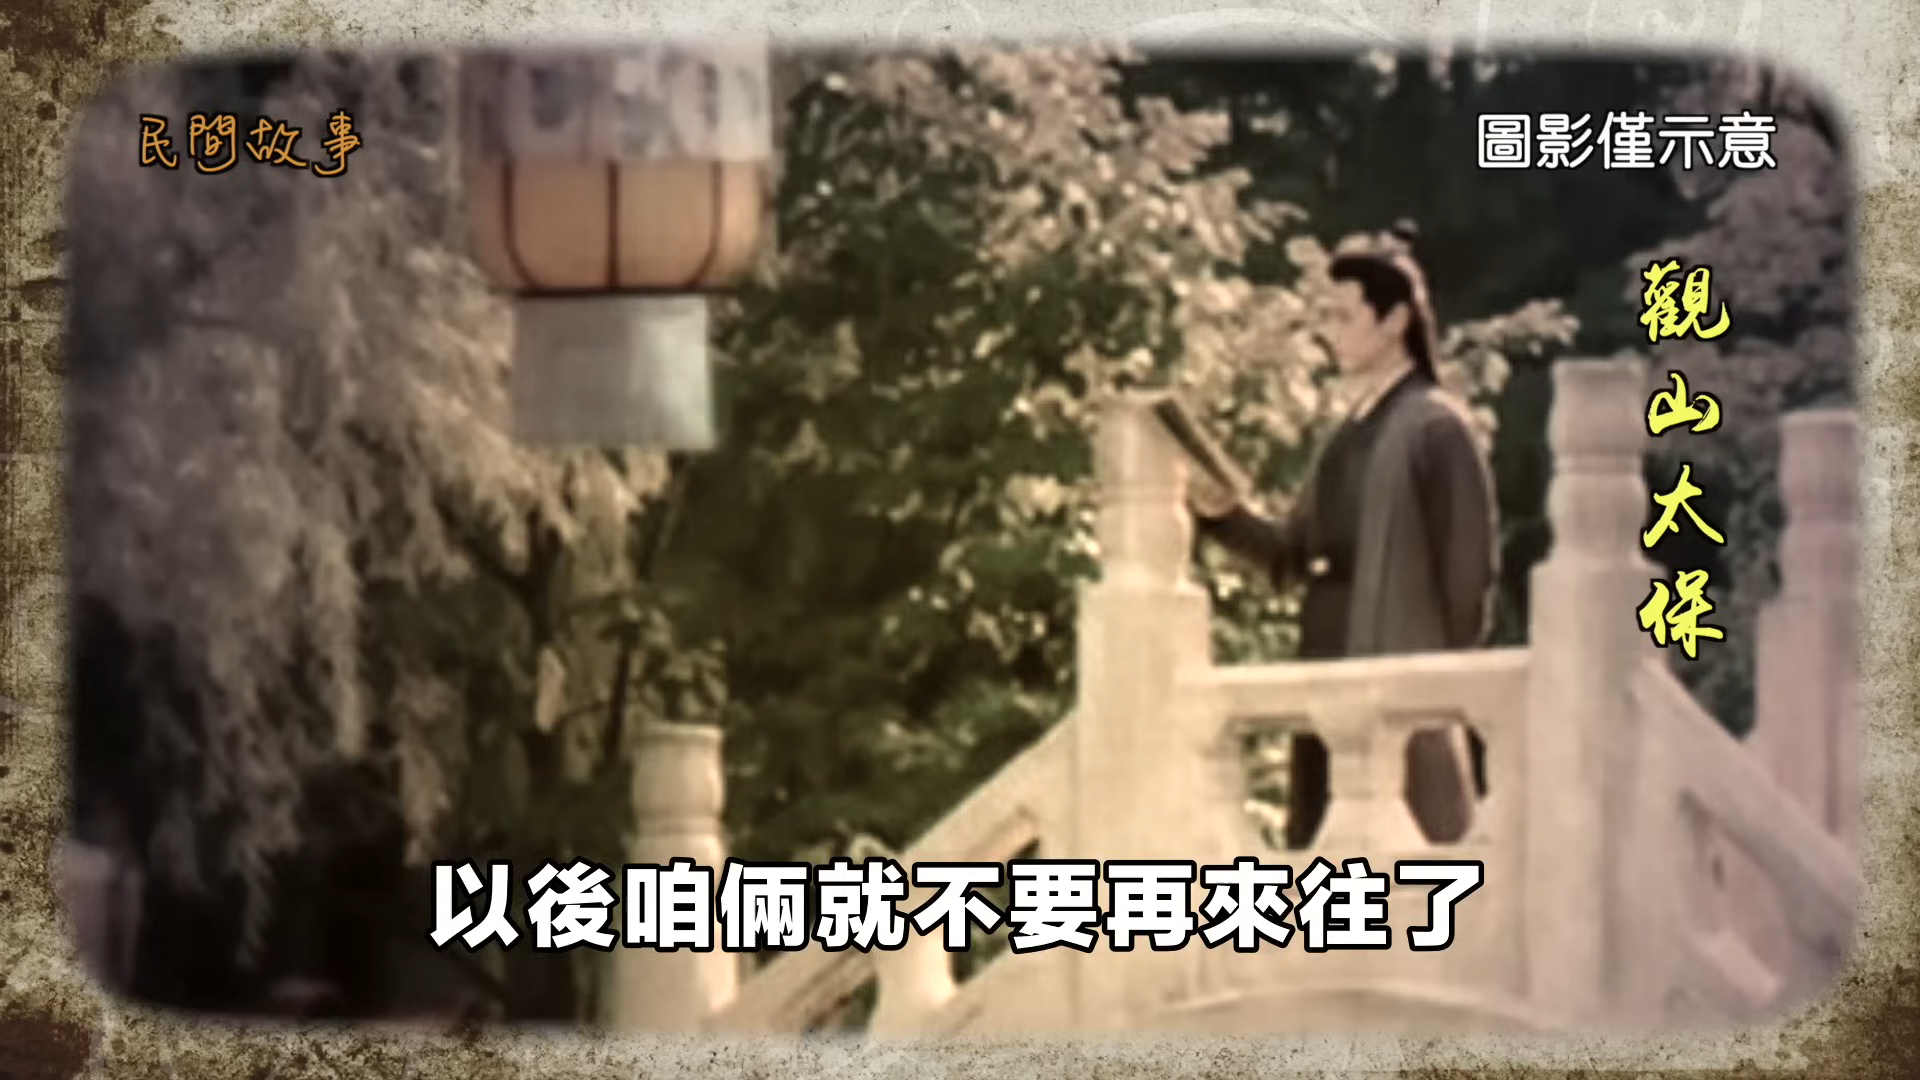 民間故事
圖影僅示意
觀山太保
以後咱倆就不要再來往了